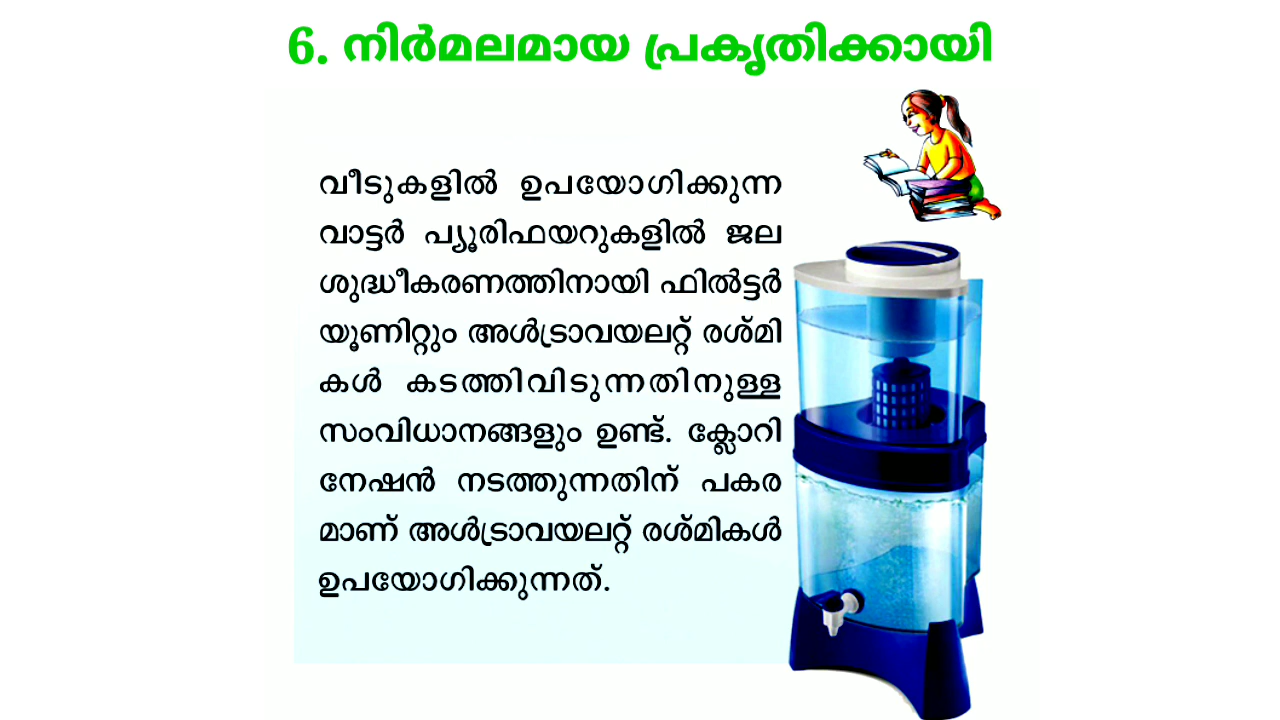 6. നിർമലമായ പ്രകൃതിക്കായി
വീടുകളിൽ ഉപയോഗിക്കുന്ന
വാട്ടർ പ്യൂരിഫയറുകളിൽ ജല
ശുദ്ധീകരണത്തിനായി ഫിൽട്ടർ
യൂണിറ്റും അൾട്രാവയലറ്റ് രശ്മി
കൾ കടത്തിവിടുന്നതിനുള്ള
സംവിധാനങ്ങളും ഉണ്ട്. ക്ലോറി
നേഷൻ നടത്തുന്നതിന് പകര
മാണ് അൾട്രാവയലറ്റ് രശ്മികൾ
ഉപയോഗിക്കുന്നത്.